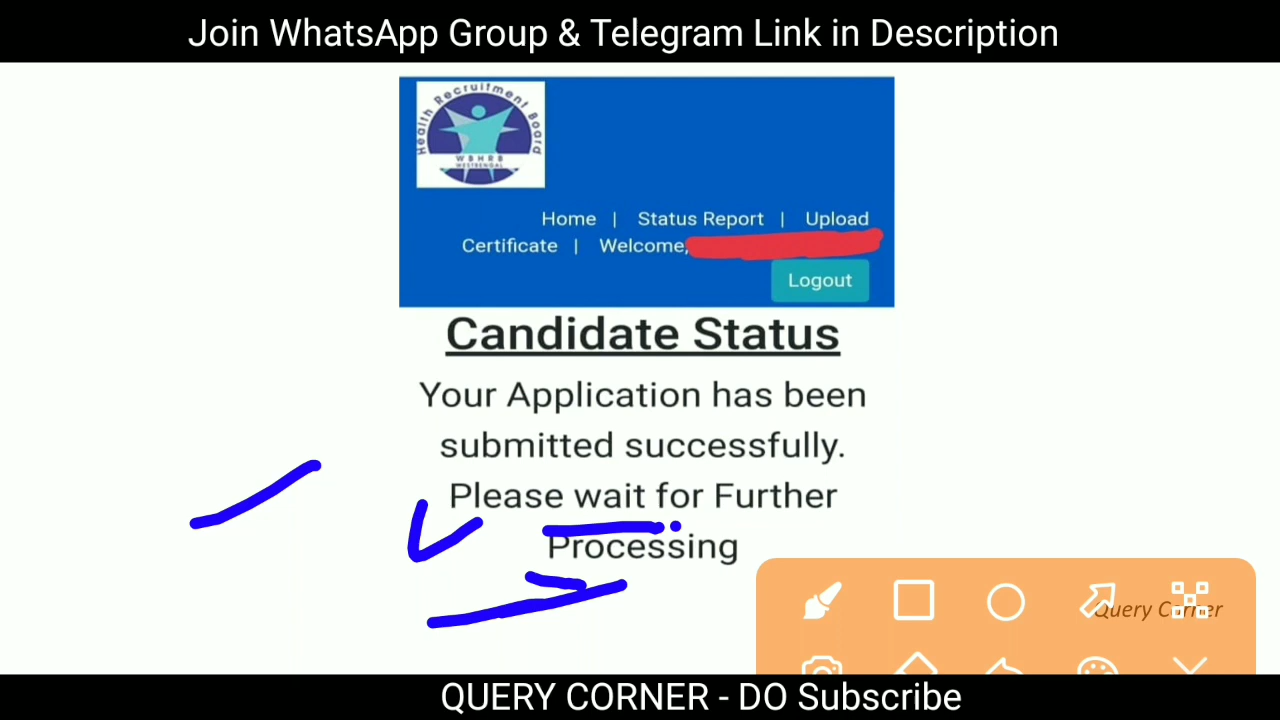 Join WhatsApp Group & Telegram Link in Description
Health Recruitment Board
WBHRB
WESTBENGAL
Home | Status Report | Upload
Certificate | Welcome,
Logout
Candidate Status
Your Application has been
submitted successfully.
Please wait for Further
Processing
Query Corner
QUERY CORNER - DO Subscribe